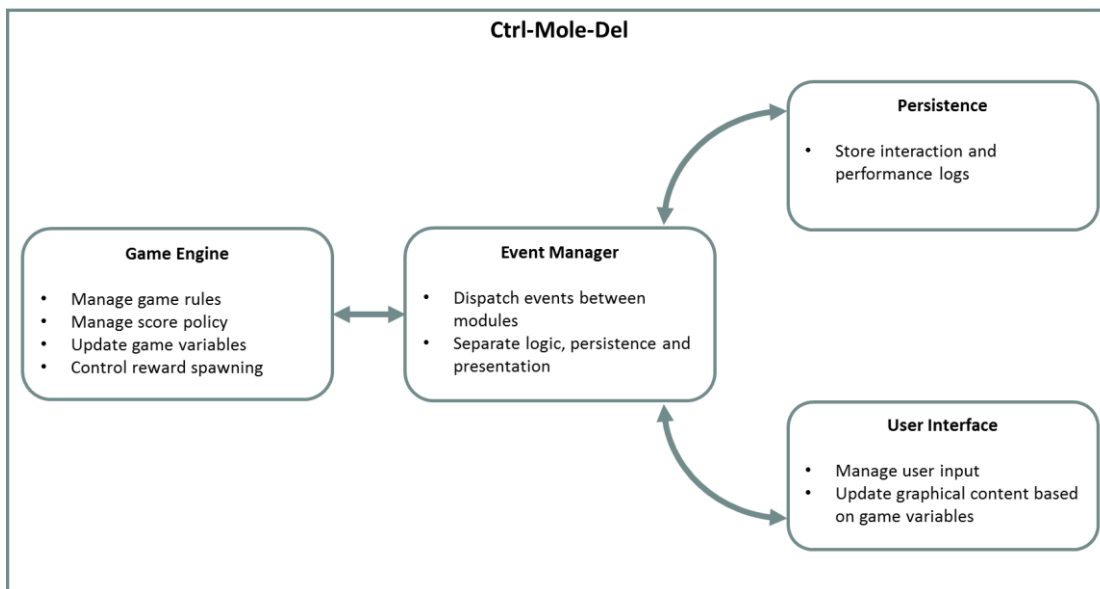 Ctrl-Mole-Del
Persistence
• Store interaction and
performance logs
Game Engine
• Manage game rules
• Manage score policy
• Update game variables
• Control reward spawning
Event Manager
• Dispatch events between
modules
• Separate logic, persistence and
presentation
User Interface
• Manage user input
• Update graphical content based
on game variables